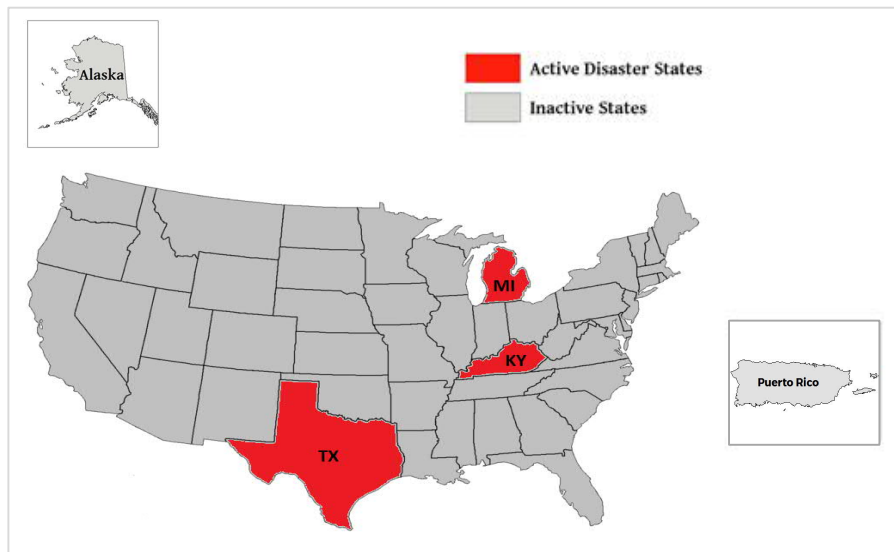 Alaska
Active Disaster States
Inactive States
MI
KY
Puerto Rico
TX